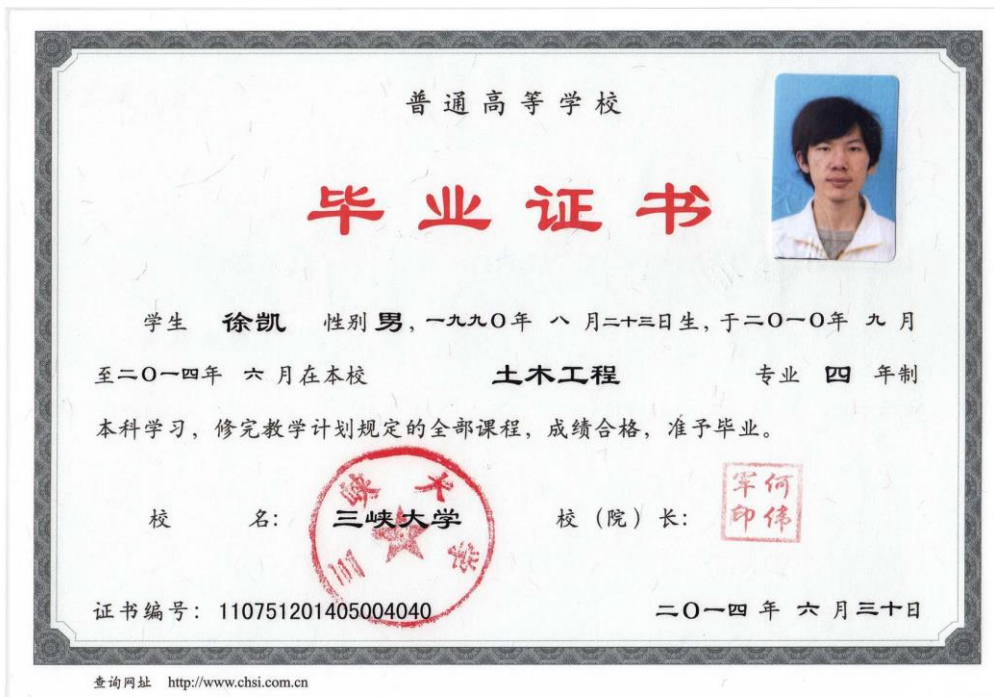 普通高等学校
毕业证书
学生 徐凯 性别 男，一九九〇年 八 月二十三日生，于二〇一〇年 九 月
至二〇一四年 六 月在本校 土木工程 专业 四 年制
本科学习，修完教学计划规定的全部课程，成绩合格，准予毕业。
三峡大学
校 名： 三峡大学 校（院）长：
何伟军印
证书编号： 110751201405004040 二〇一四 年 六 月三十日
查询网址 http://www.chsi.com.cn